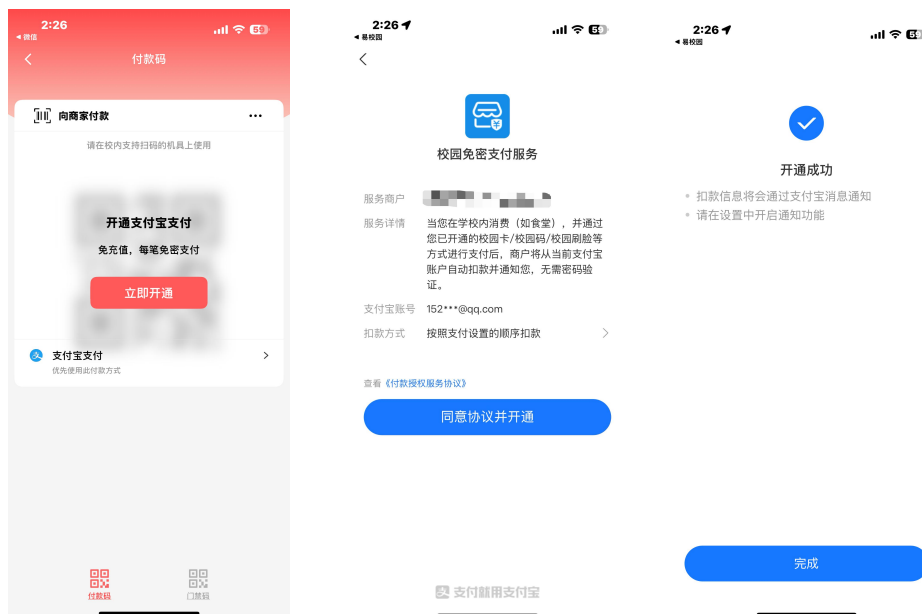 2:26
59
◀ 微信
付款码
向商家付款
请在校内支持扫码的机具上使用
开通支付宝支付
免充值，每笔免密支付
立即开通
支付宝支付
优先使用此付款方式
付款码
门禁码
2:26
59
◀ 易校园
校园免密支付服务
服务商户
服务详情
当您在学校内消费（如食堂），并通过
您已开通的校园卡/校园码/校园刷脸等
方式进行支付后，商户将从当前支付宝
账户自动扣款并通知您，无需密码验
证。
支付宝账号 152***@qq.com
扣款方式 按照支付设置的顺序扣款
查看《付款授权服务协议》
同意协议并开通
支付就用支付宝
2:26
◀ 易校园
开通成功
扣款信息将会通过支付宝消息通知
请在设置中开启通知功能
完成